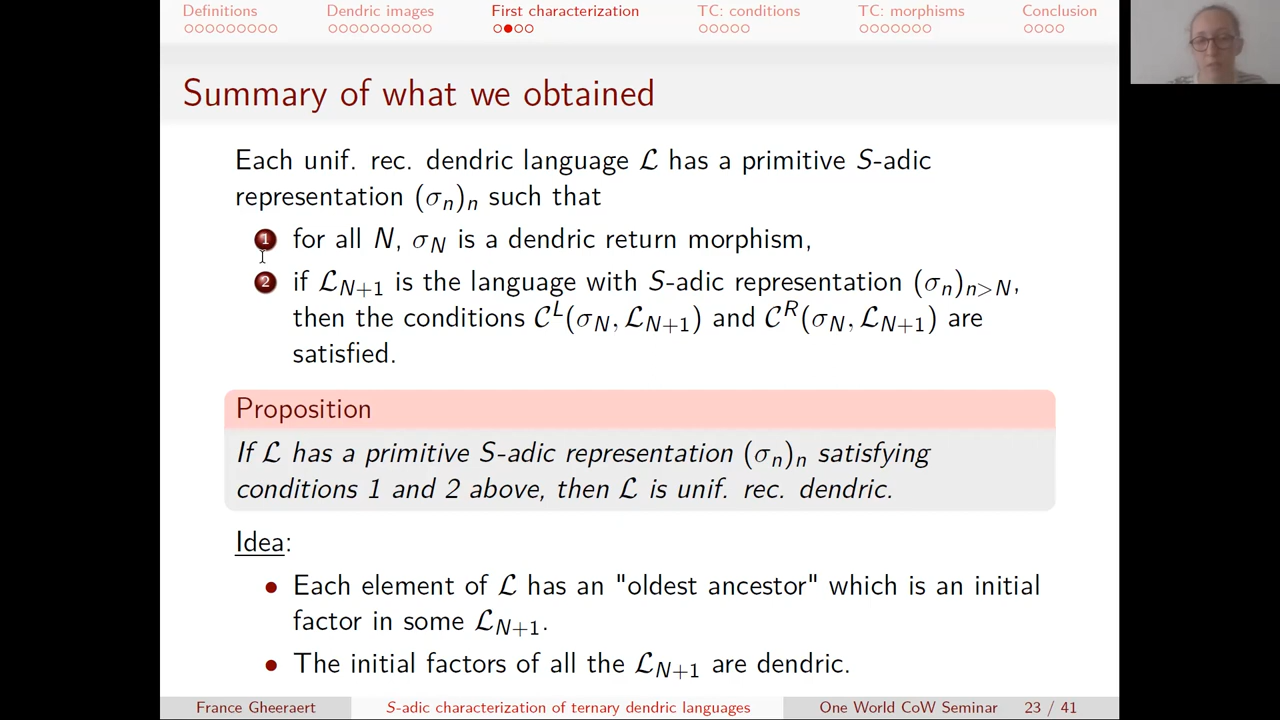 Definitions Dendric images First characterization TC: conditions TC: morphisms Conclusion
Summary of what we obtained
Each unif. rec. dendric language ℒ has a primitive S-adic
representation (σₙ)ₙ such that
1 for all N, σ_N is a dendric return morphism,
2 if ℒ_{N+1} is the language with S-adic representation (σₙ)_{n>N},
then the conditions 𝒞^L(σ_N, ℒ_{N+1}) and 𝒞^R(σ_N, ℒ_{N+1}) are
satisfied.
Proposition
If ℒ has a primitive S-adic representation (σₙ)ₙ satisfying
conditions 1 and 2 above, then ℒ is unif. rec. dendric.
Idea:
• Each element of ℒ has an "oldest ancestor" which is an initial
factor in some ℒ_{N+1}.
• The initial factors of all the ℒ_{N+1} are dendric.
France Gheeraert S-adic characterization of ternary dendric languages One World CoW Seminar 23 / 41